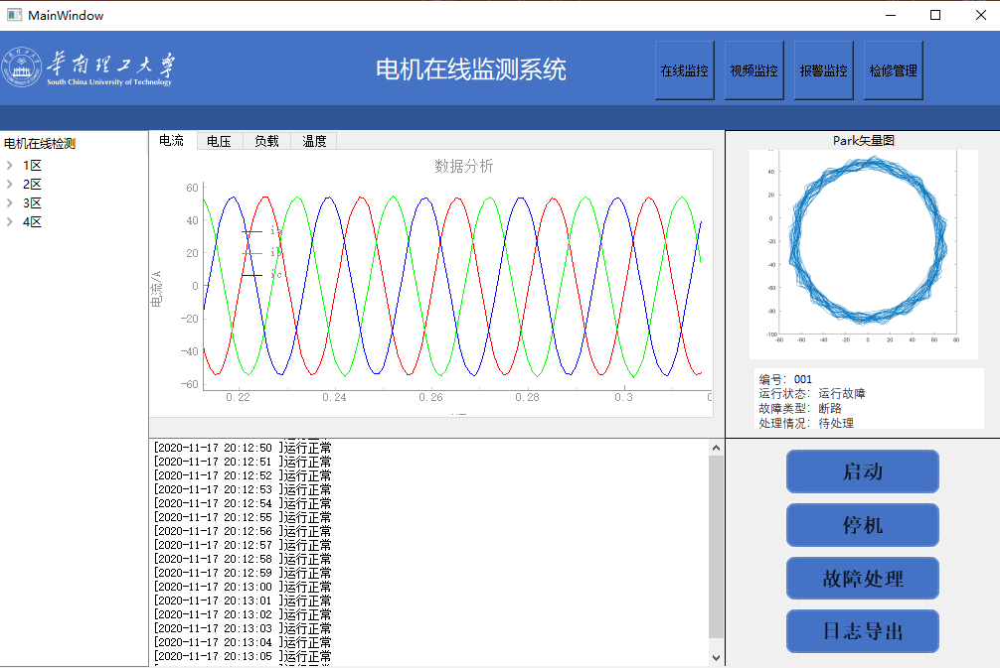 MainWindow
华南理工大学
South China University of Technology
电机在线监测系统
在线监控
视频监控
报警监控
检修管理
电机在线检测
1区
2区
3区
4区
电流 电压 负载 温度
数据分析
电流/A
60
40
20
0
-20
-40
-60
0.22 0.24 0.26 0.28 0.3
Park矢量图
40
20
0
-20
-40
-60
-80
-100
-80 -60 -40 -20 0 20 40 60 80
编号: 001
运行状态: 运行故障
故障类型: 断路
处理情况: 待处理
[2020-11-17 20:12:50 ]运行正常
[2020-11-17 20:12:51 ]运行正常
[2020-11-17 20:12:52 ]运行正常
[2020-11-17 20:12:53 ]运行正常
[2020-11-17 20:12:54 ]运行正常
[2020-11-17 20:12:55 ]运行正常
[2020-11-17 20:12:56 ]运行正常
[2020-11-17 20:12:57 ]运行正常
[2020-11-17 20:12:58 ]运行正常
[2020-11-17 20:12:59 ]运行正常
[2020-11-17 20:13:00 ]运行正常
[2020-11-17 20:13:01 ]运行正常
[2020-11-17 20:13:02 ]运行正常
[2020-11-17 20:13:03 ]运行正常
[2020-11-17 20:13:04 ]运行正常
[2020-11-17 20:13:05 ]运行正常
启动
停机
故障处理
日志导出